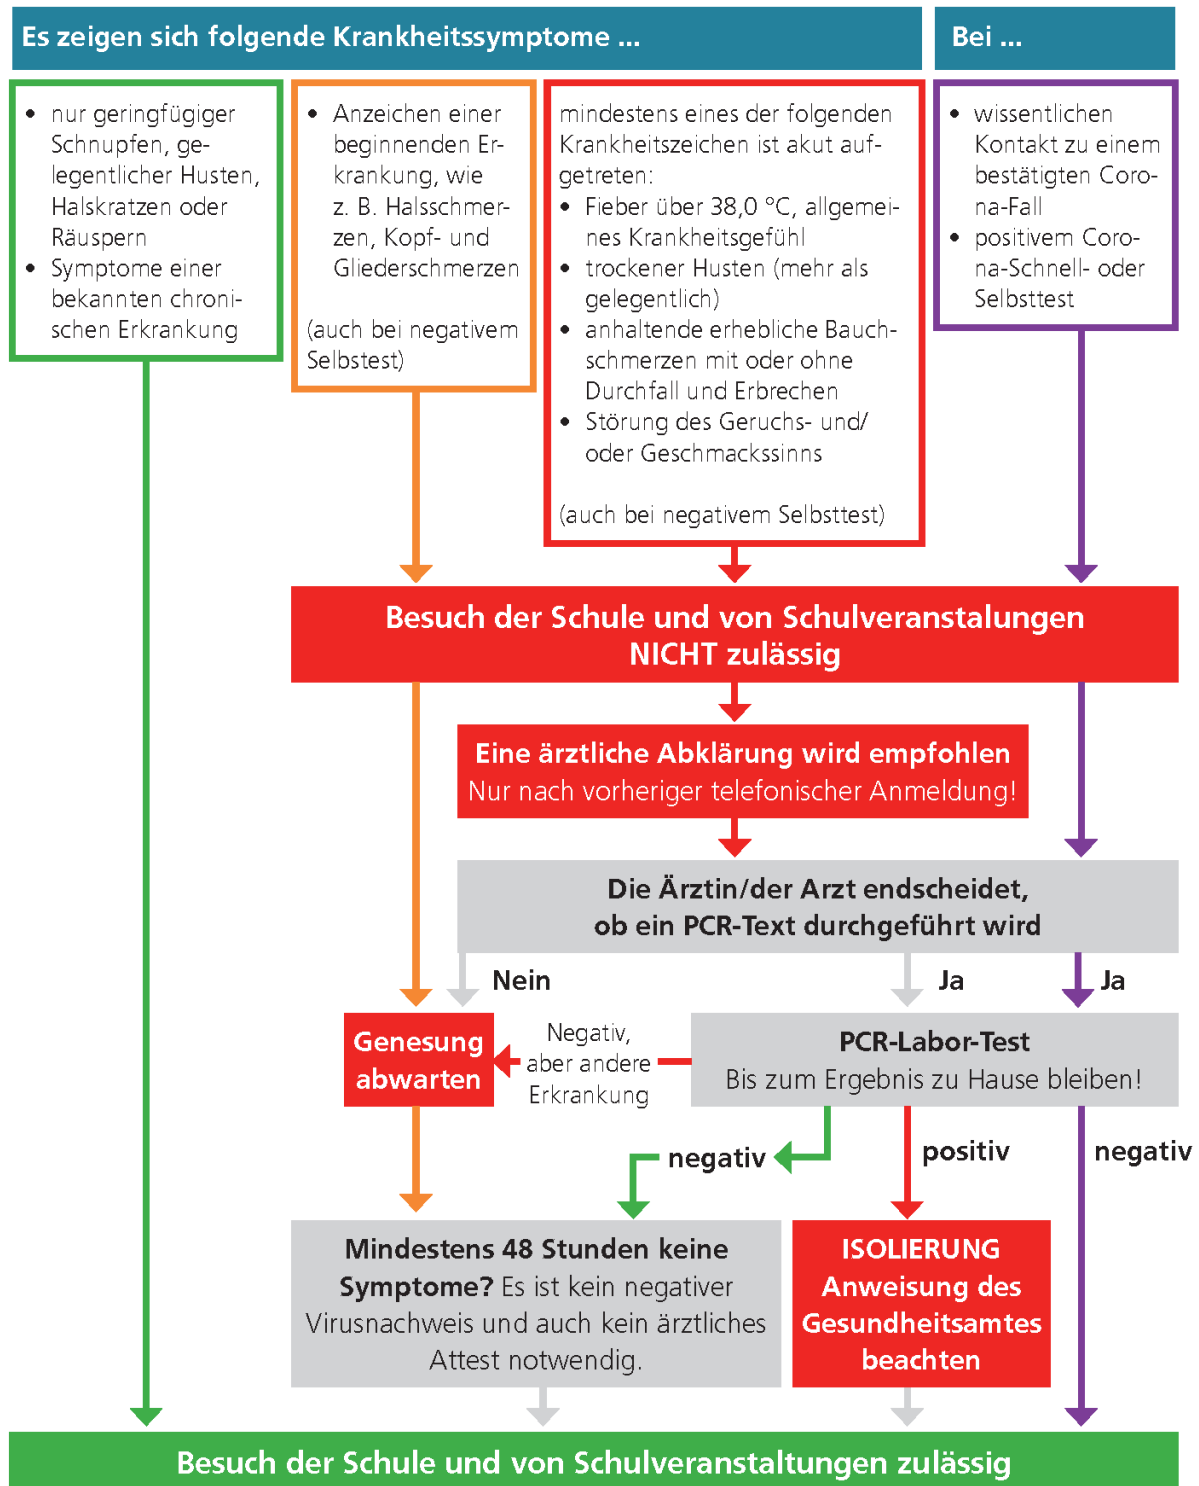 Es zeigen sich folgende Krankheitssymptome ...
Bei ...
• nur geringfügiger
Schnupfen, ge-
legentlicher Husten,
Halskratzen oder
Räuspern
• Symptome einer
bekannten chroni-
schen Erkrankung
• Anzeichen einer
beginnenden Er-
krankung, wie
z. B. Halsschmer-
zen, Kopf- und
Gliederschmerzen
(auch bei negativem
Selbstest)
mindestens eines der folgenden
Krankheitszeichen ist akut auf-
getreten:
• Fieber über 38,0 °C, allgemei-
nes Krankheitsgefühl
• trockener Husten (mehr als
gelegentlich)
• anhaltende erhebliche Bauch-
schmerzen mit oder ohne
Durchfall und Erbrechen
• Störung des Geruchs- und/
oder Geschmackssinns
(auch bei negativem Selbsttest)
• wissentlichen
Kontakt zu einem
bestätigten Coro-
na-Fall
• positivem Coro-
na-Schnell- oder
Selbsttest
Besuch der Schule und von Schulveranstalungen
NICHT zulässig
Eine ärztliche Abklärung wird empfohlen
Nur nach vorheriger telefonischer Anmeldung!
Die Ärztin/der Arzt endscheidet,
ob ein PCR-Text durchgeführt wird
Nein
Ja
Ja
Genesung
abwarten
Negativ,
aber andere
Erkrankung
PCR-Labor-Test
Bis zum Ergebnis zu Hause bleiben!
negativ
positiv
negativ
Mindestens 48 Stunden keine
Symptome? Es ist kein negativer
Virusnachweis und auch kein ärztliches
Attest notwendig.
ISOLIERUNG
Anweisung des
Gesundheitsamtes
beachten
Besuch der Schule und von Schulveranstaltungen zulässig